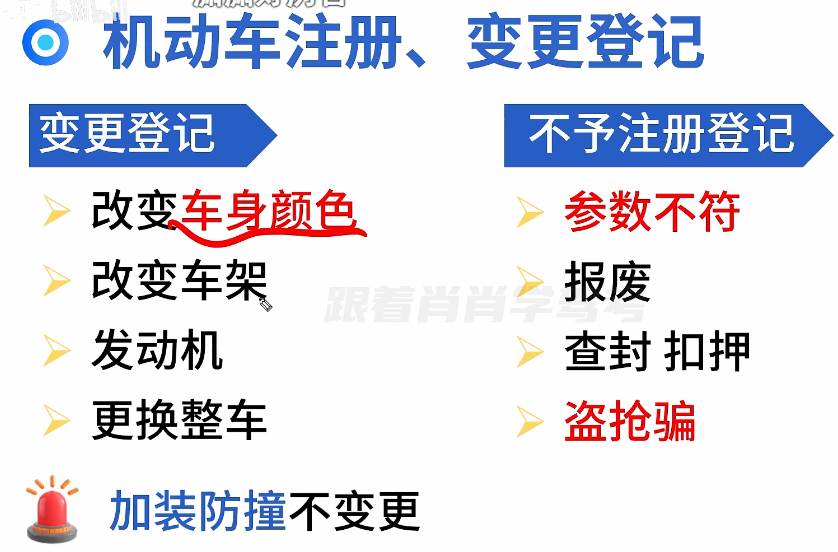 机动车注册、变更登记
变更登记
改变车身颜色
改变车架
发动机
更换整车
不予注册登记
参数不符
报废
查封 扣押
盗抢骗
跟着肖肖学驾考
加装防撞不变更